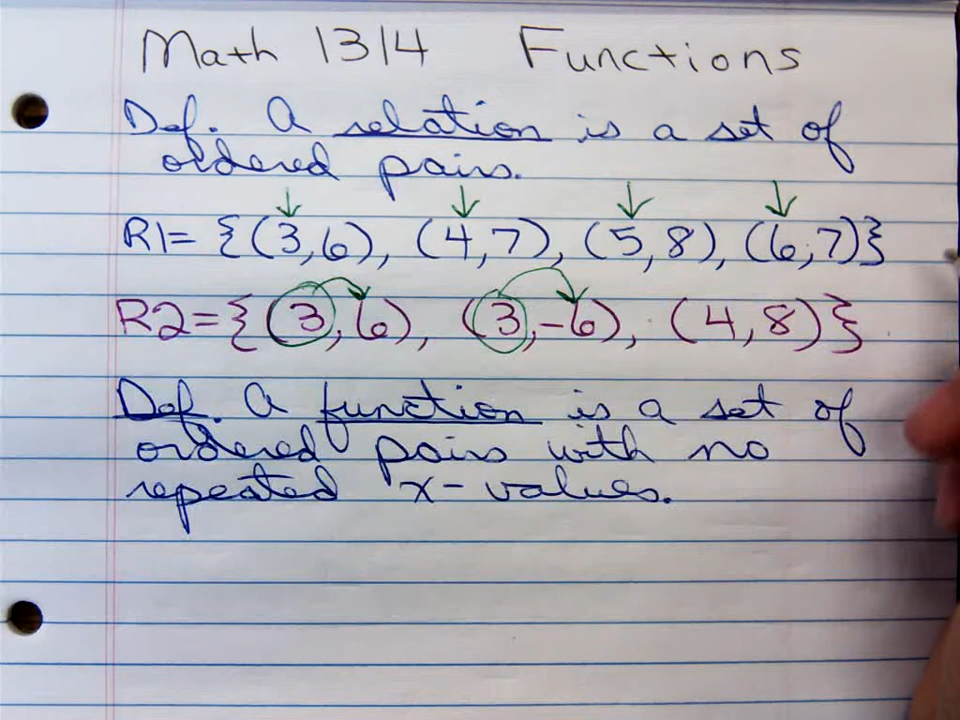 Math 1314 Functions
Def. A relation is a set of
ordered pairs.
R1= {(3,6), (4,7), (5,8), (6,7)}
R2={(3,6), (3,-6), (4,8)}
Def. A function is a set of
ordered pairs with no
repeated x-values.